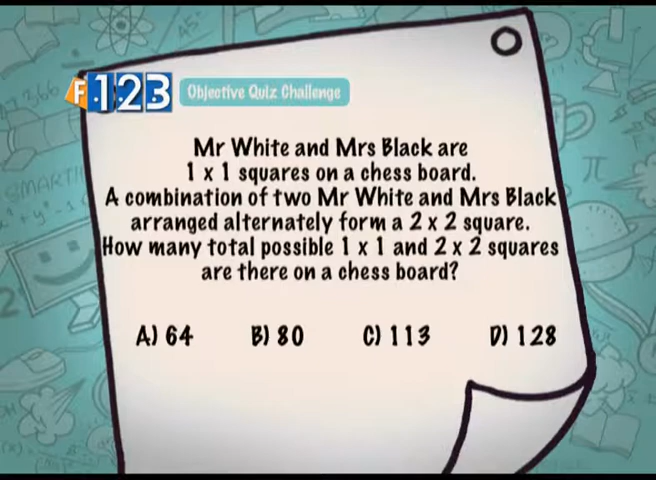 F.123
Objective Quiz Challenge
Mr White and Mrs Black are
1 x 1 squares on a chess board.
A combination of two Mr White and Mrs Black
arranged alternately form a 2 x 2 square.
How many total possible 1 x 1 and 2 x 2 squares
are there on a chess board?
A) 64 B) 80 C) 113 D) 128